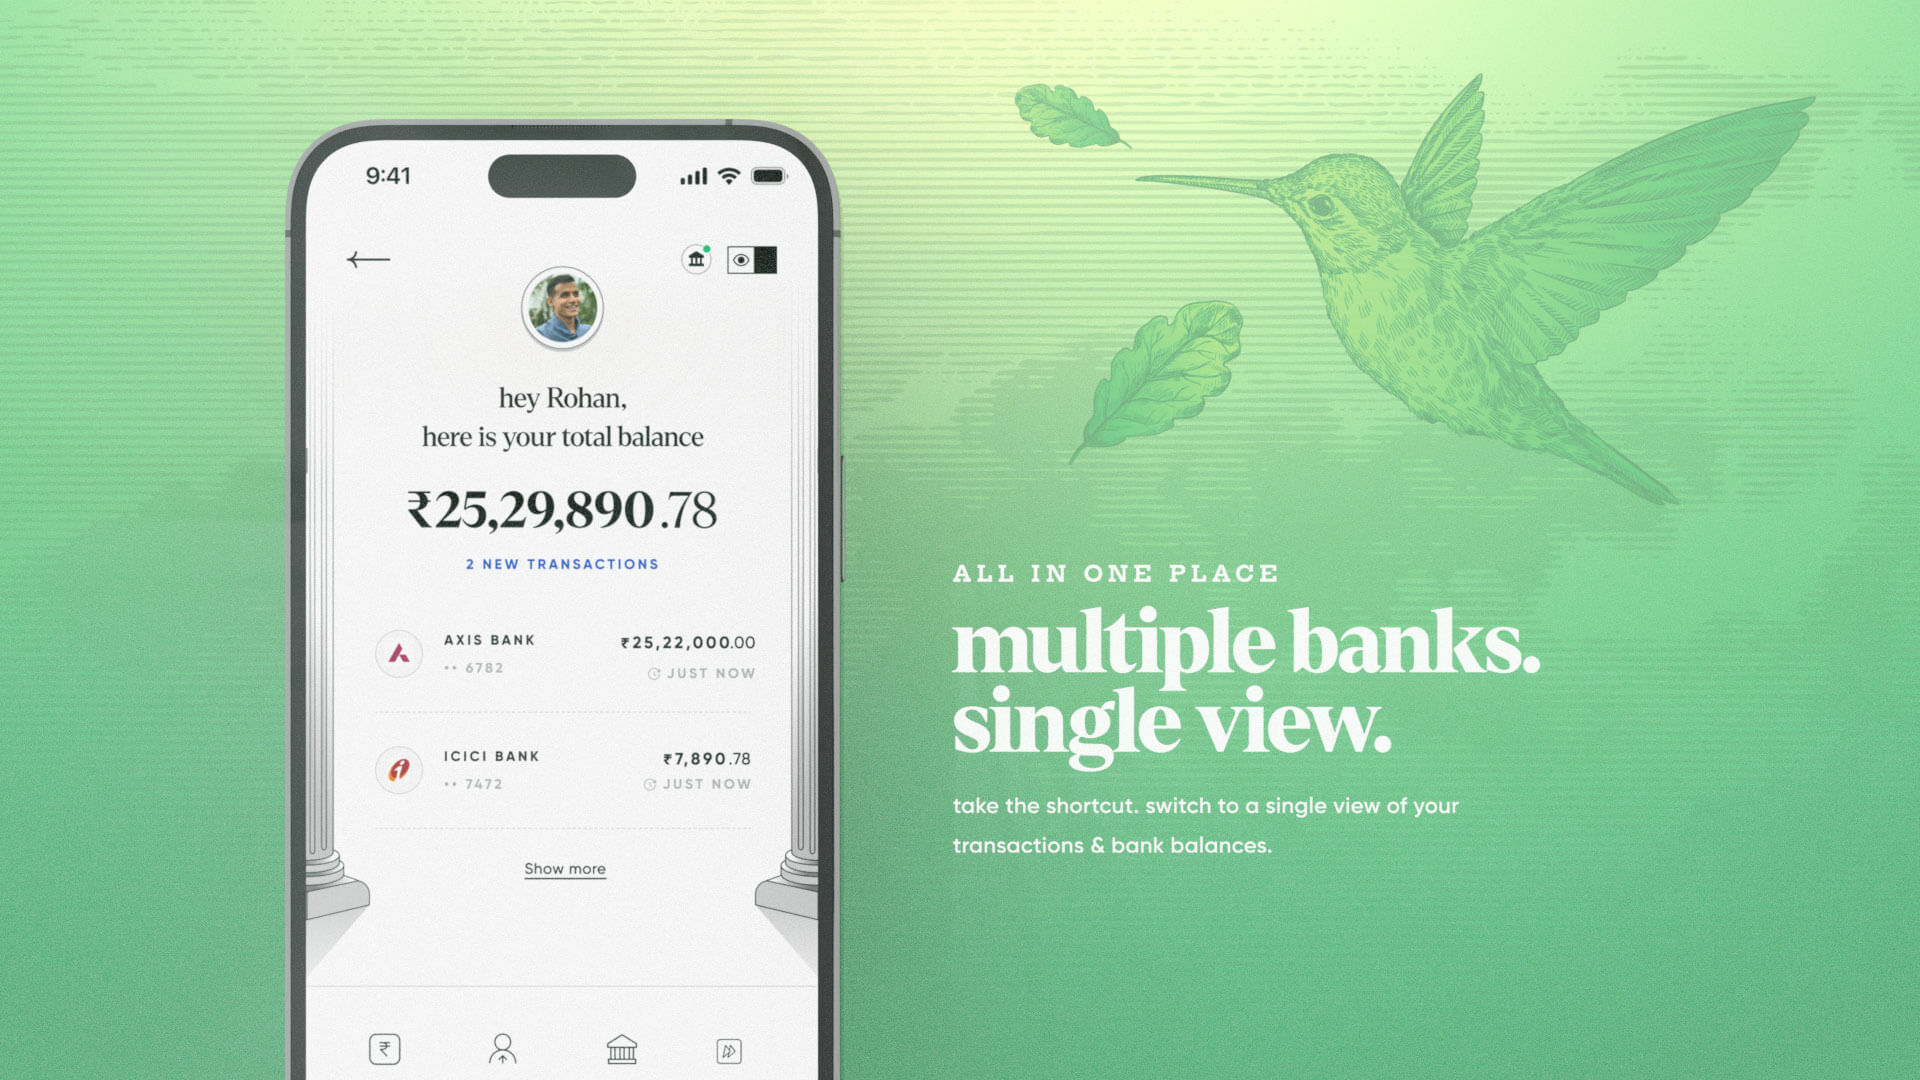 9:41
hey Rohan,
here is your total balance
₹25,29,890.78
2 NEW TRANSACTIONS
AXIS BANK
•• 6782
₹25,22,000.00
JUST NOW
ICICI BANK
•• 7472
₹7,890.78
JUST NOW
Show more
ALL IN ONE PLACE
multiple banks.
single view.
take the shortcut. switch to a single view of your
transactions & bank balances.